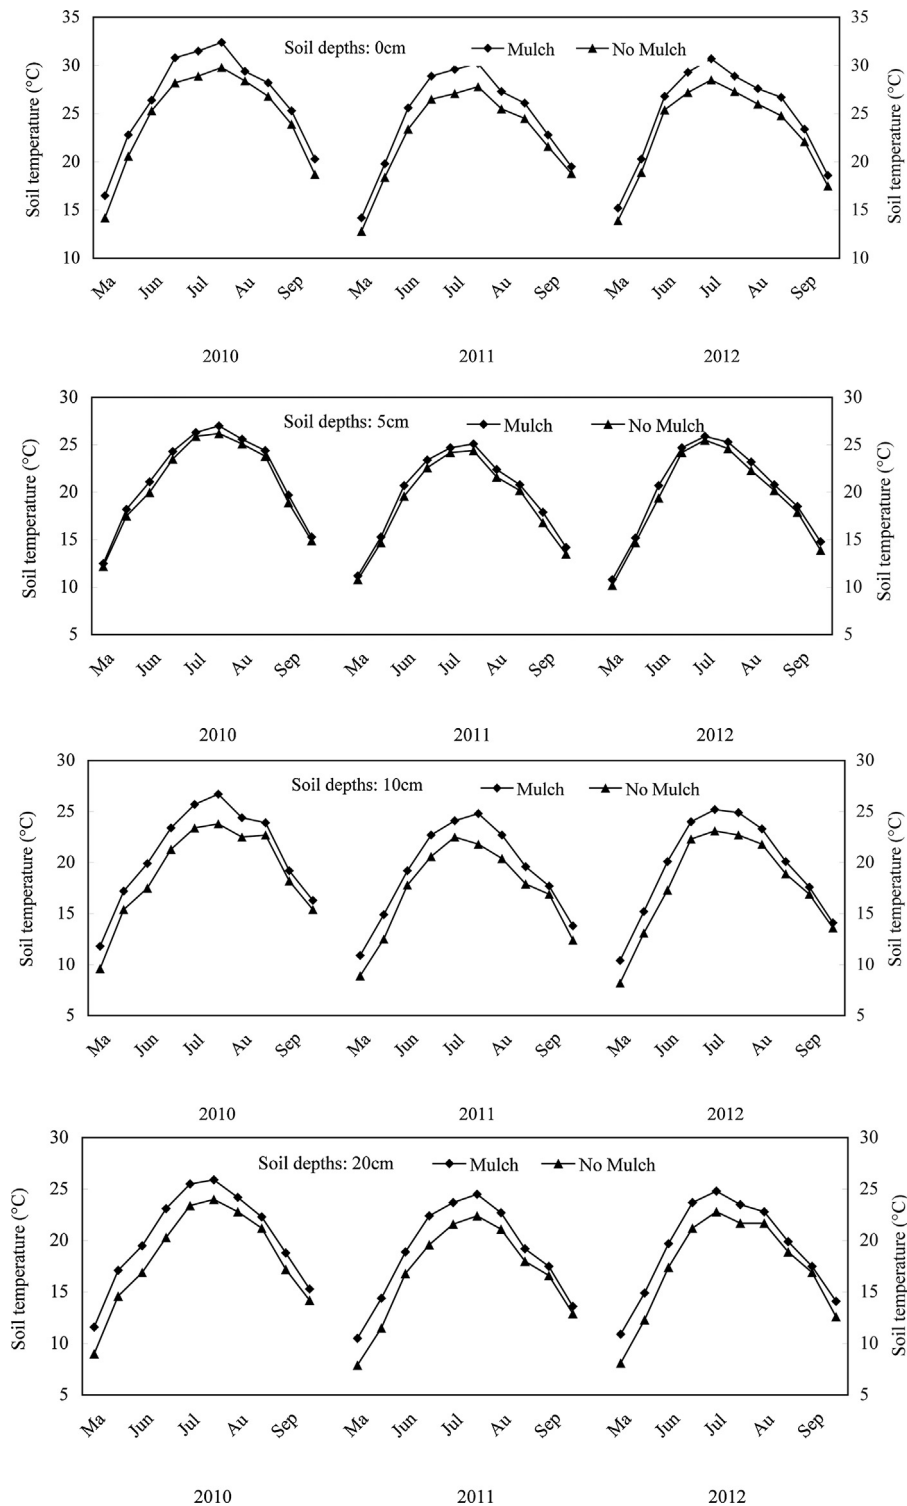 35
35
Soil depths: 0cm
Mulch
No Mulch
30
30
25
25
20
20
15
15
10
10
Soil temperature (°C)
Soil temperature (°C)
Ma Jun Jul Au Sep Ma Jun Jul Au Sep Ma Jun Jul Au Sep
2010 2011 2012
30
30
Soil depths: 5cm
Mulch
No Mulch
25
25
20
20
15
15
10
10
5
5
Soil temperature (°C)
Soil temperature (°C)
Ma Jun Jul Au Sep Ma Jun Jul Au Sep Ma Jun Jul Au Sep
2010 2011 2012
30
30
Soil depths: 10cm
Mulch
No Mulch
25
25
20
20
15
15
10
10
5
5
Soil temperature (°C)
Soil temperature (°C)
Ma Jun Jul Au Sep Ma Jun Jul Au Sep Ma Jun Jul Au Sep
2010 2011 2012
30
30
Soil depths: 20cm
Mulch
No Mulch
25
25
20
20
15
15
10
10
5
5
Soil temperature (°C)
Soil temperature (°C)
Ma Jun Jul Au Sep Ma Jun Jul Au Sep Ma Jun Jul Au Sep
2010 2011 2012